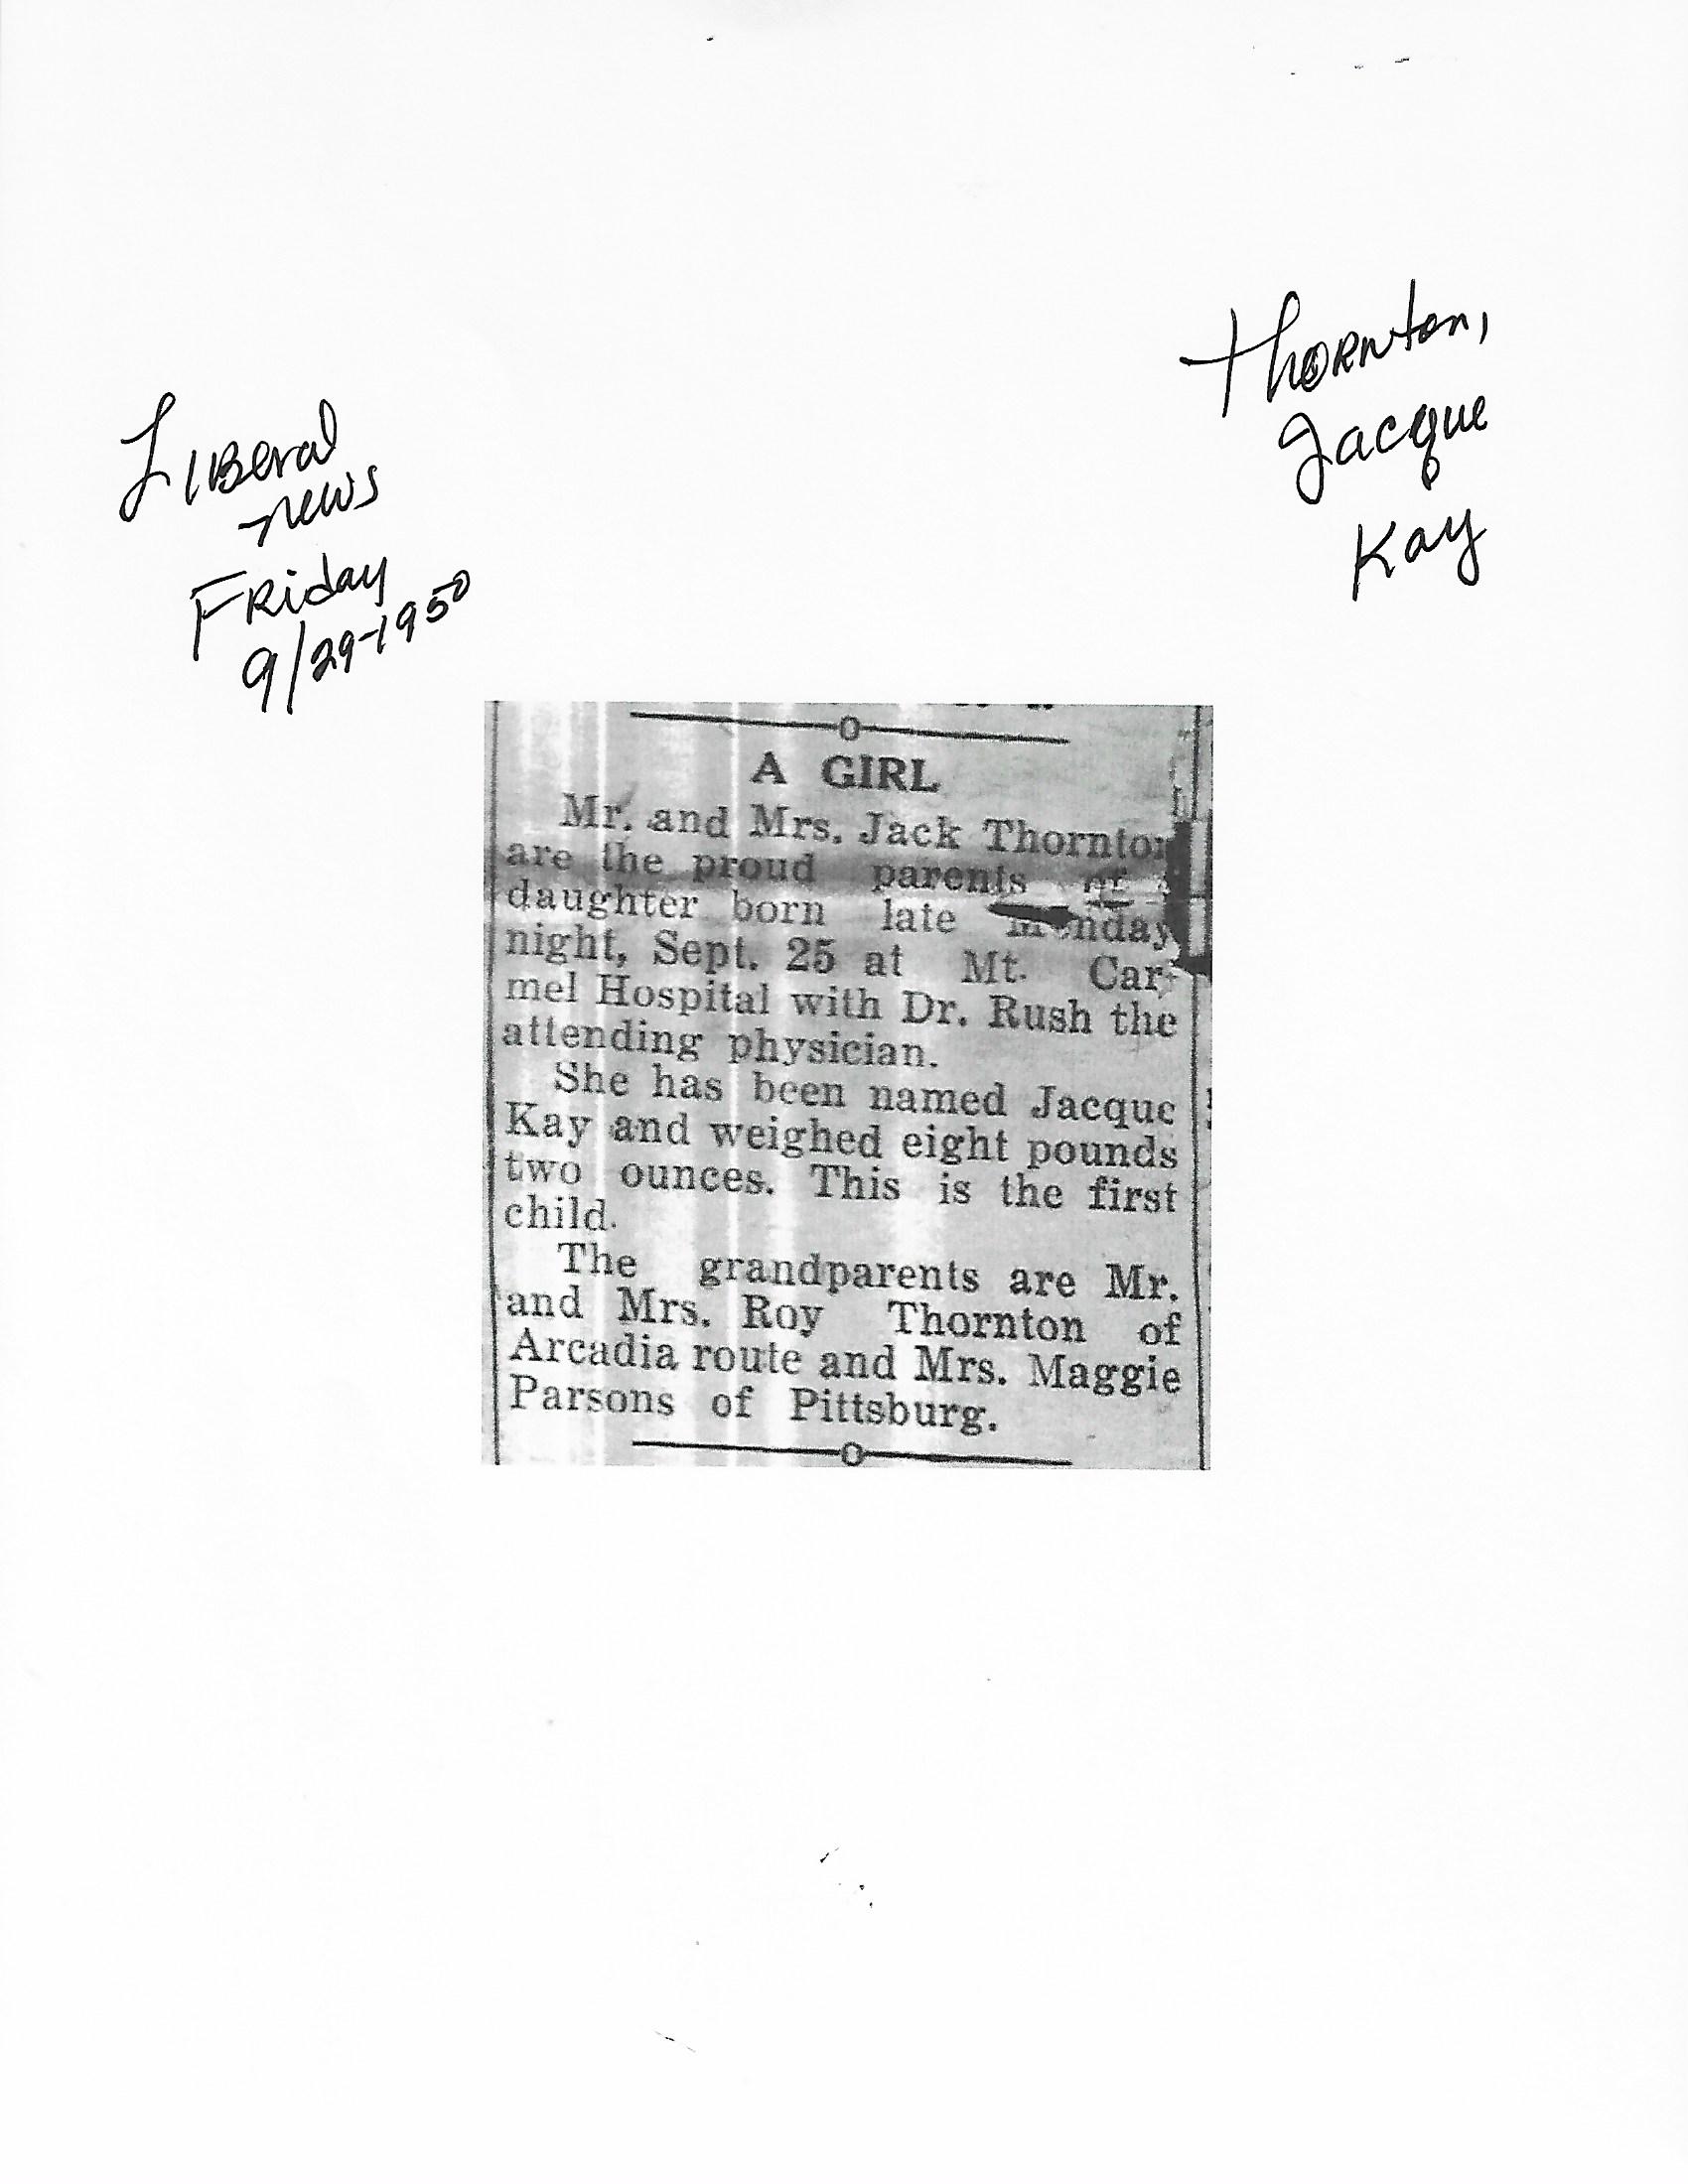 Thornton,
Jacque
Kay
Liberal
news
Friday
9/29-1950
A GIRL
Mr. and Mrs. Jack Thornton
are the proud parents of
daughter born late Monday
night, Sept. 25 at Mt. Car-
mel Hospital with Dr. Rush the
attending physician.
She has been named Jacque
Kay and weighed eight pounds
two ounces. This is the first
child.
The grandparents are Mr.
and Mrs. Roy Thornton of
Arcadia route and Mrs. Maggie
Parsons of Pittsburg.